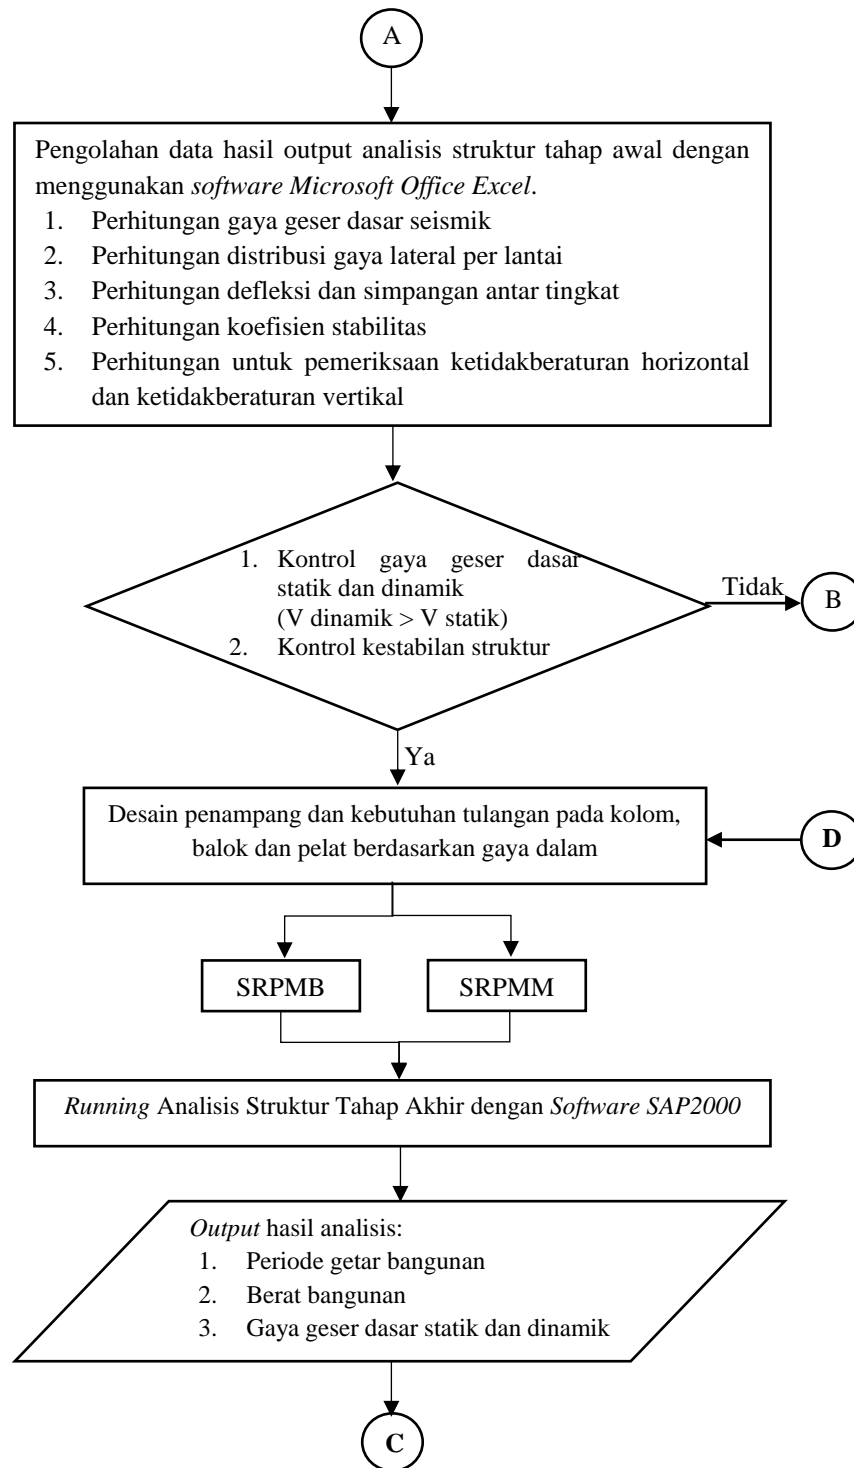 A
Pengolahan data hasil output analisis struktur tahap awal dengan
menggunakan software Microsoft Office Excel.
1. Perhitungan gaya geser dasar seismik
2. Perhitungan distribusi gaya lateral per lantai
3. Perhitungan defleksi dan simpangan antar tingkat
4. Perhitungan koefisien stabilitas
5. Perhitungan untuk pemeriksaan ketidakberaturan horizontal
dan ketidakberaturan vertikal
1. Kontrol gaya geser dasar
statik dan dinamik
(V dinamik > V statik)
2. Kontrol kestabilan struktur
Tidak
B
Ya
Desain penampang dan kebutuhan tulangan pada kolom,
balok dan pelat berdasarkan gaya dalam
D
SRPMB
SRPMM
Running Analisis Struktur Tahap Akhir dengan Software SAP2000
Output hasil analisis:
1. Periode getar bangunan
2. Berat bangunan
3. Gaya geser dasar statik dan dinamik
C